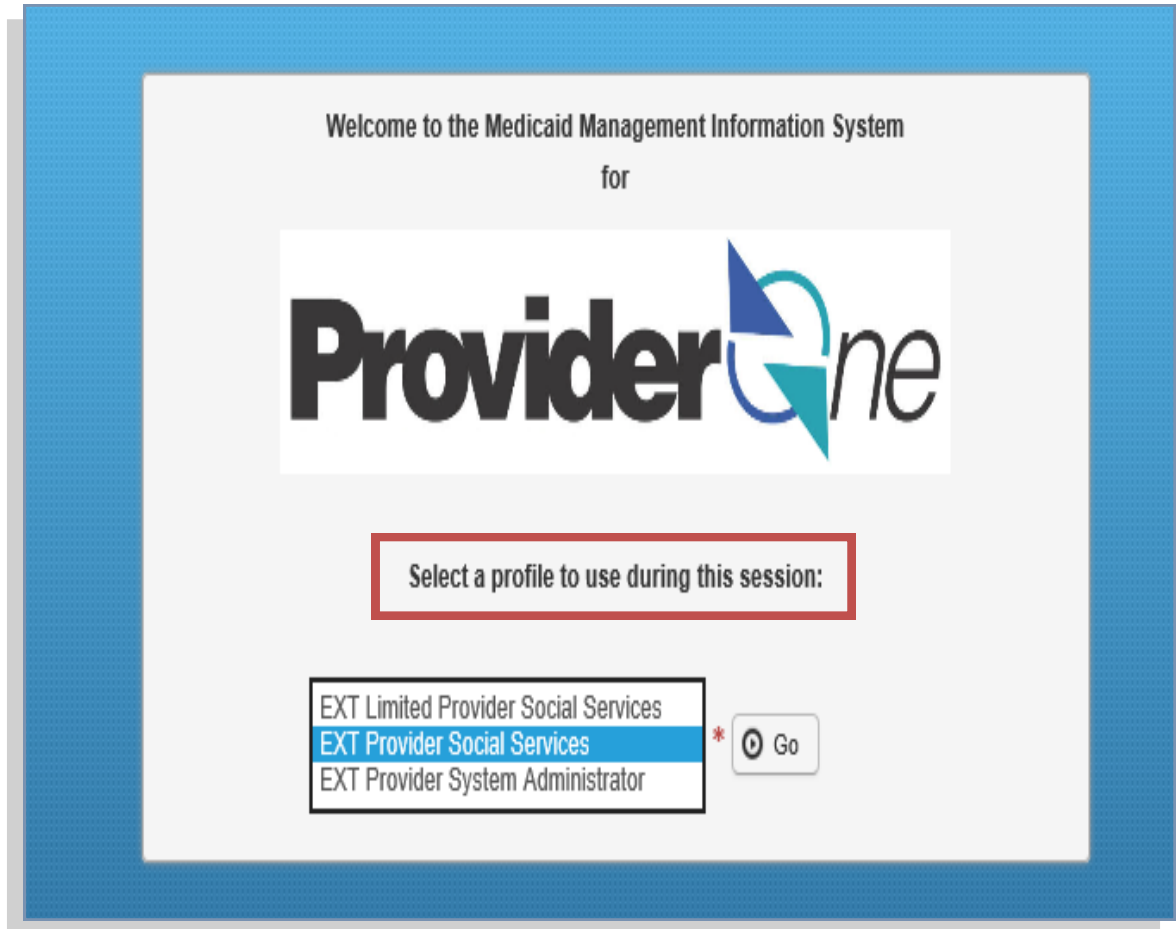 Welcome to the Medicaid Management Information System
for
ProviderOne
Select a profile to use during this session:
EXT Limited Provider Social Services
EXT Provider Social Services
EXT Provider System Administrator
* Go